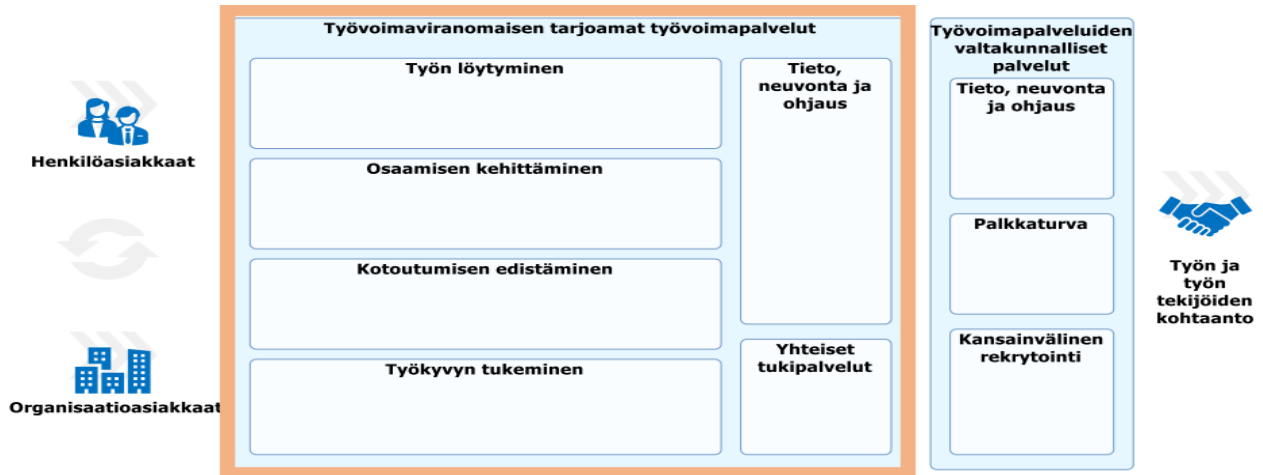 Henkilöasiakkaat
Organisaatioasiakkaat
Työvoimaviranomaisen tarjoamat työvoimapalvelut
Työn löytyminen
Osaamisen kehittäminen
Kotoutumisen edistäminen
Työkyvyn tukeminen
Tieto,
neuvonta ja
ohjaus
Yhteiset
tukipalvelut
Työvoimapalveluiden
valtakunnalliset
palvelut
Tieto, neuvonta
ja ohjaus
Palkkaturva
Kansainvälinen
rekrytointi
Työn ja
työn
tekijöiden
kohtaanto